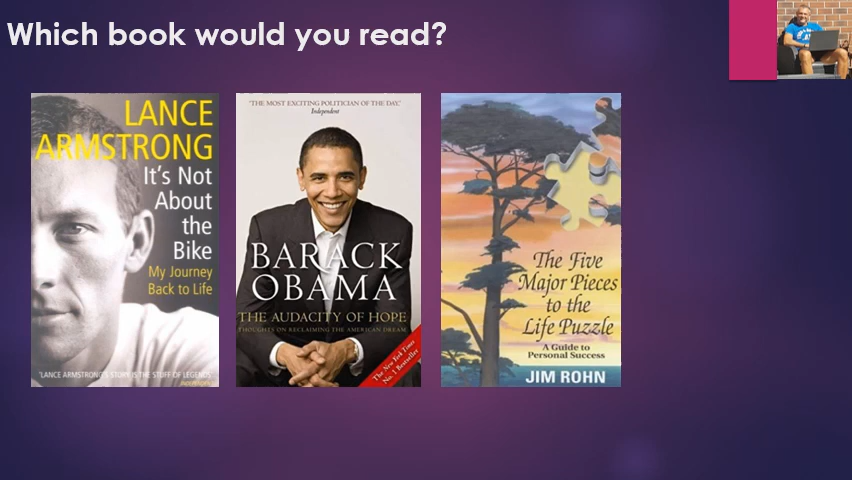 Which book would you read?
LANCE
ARMSTRONG
It's Not
About
the
Bike
My Journey
Back to Life
'LANCE ARMSTRONG'S STORY IS THE STUFF OF LEGENDS'
INDEPENDENT
'THE MOST EXCITING POLITICIAN OF THE DAY.'
Independent
BARACK
OBAMA
THE AUDACITY OF HOPE
THOUGHTS ON RECLAIMING THE AMERICAN DREAM
The New York Times
No. 1 Bestseller
The Five
Major Pieces
to the
Life Puzzle
A Guide to
Personal Success
JIM ROHN